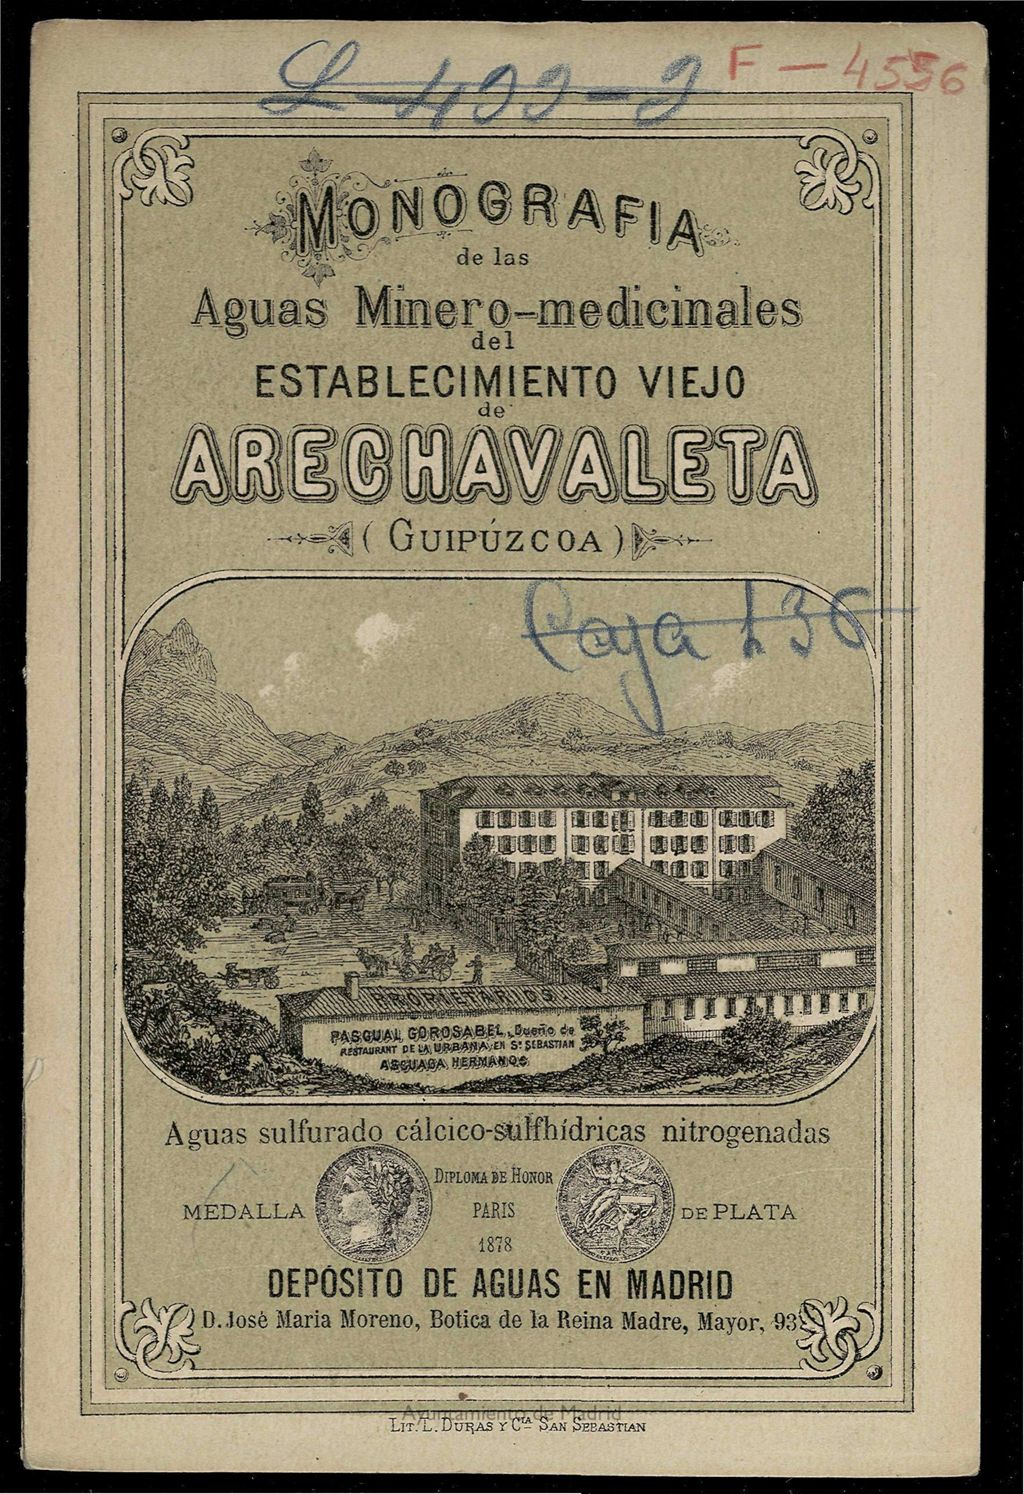 L-499-9
F-4556
MONOGRAFIA
de las
Aguas Minero-medicinales
del
ESTABLECIMIENTO VIEJO
de
ARECHAVALETA
(GUIPÚZCOA)
Caja 136
PROPIETARIOS.
PASCUAL GOROSABEL, Dueño de
RESTAURANT DE LA URBANA EN Sn SEBASTIAN
ASCUAGA HERMANOS
Aguas sulfurado cálcico-sulfhídricas nitrogenadas
DIPLOMA DE HONOR
MEDALLA PARIS DE PLATA
1878
DEPÓSITO DE AGUAS EN MADRID
D. José Maria Moreno, Botica de la Reina Madre, Mayor, 93
Ayuntamiento de Madrid
LIT. L. DURAS Y Cia SAN SEBASTIAN